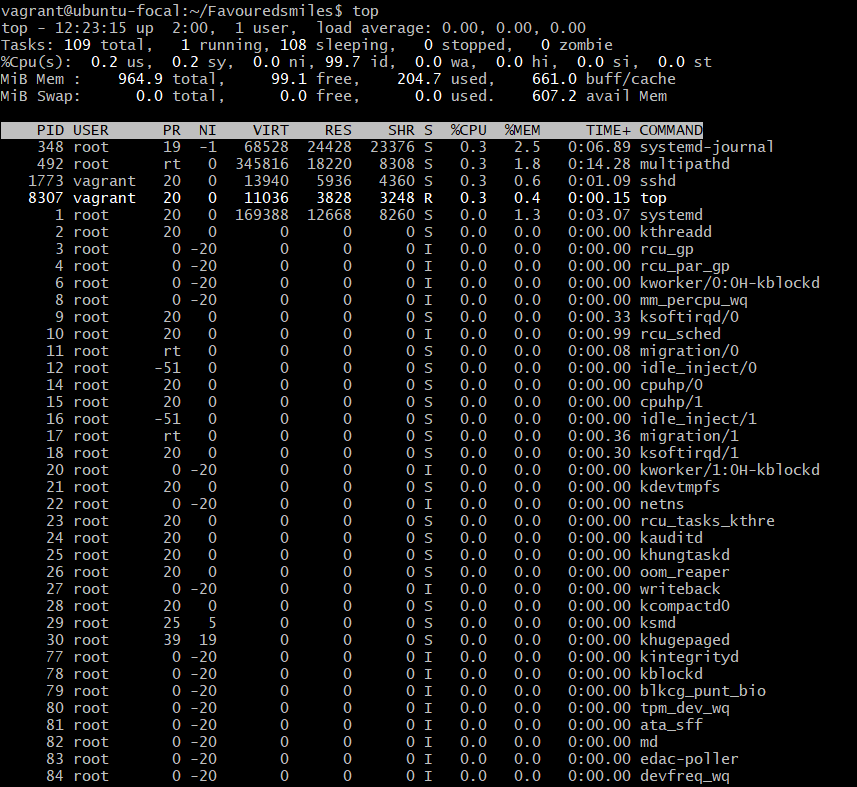 vagrant@ubuntu-focal:~/Favouredsmiles$ top
top - 12:23:15 up  2:00,  1 user,  load average: 0.00, 0.00, 0.00
Tasks: 109 total,   1 running, 108 sleeping,   0 stopped,   0 zombie
%Cpu(s):  0.2 us,  0.2 sy,  0.0 ni, 99.7 id,  0.0 wa,  0.0 hi,  0.0 si,  0.0 st
MiB Mem :    964.9 total,     99.1 free,    204.7 used,    661.0 buff/cache
MiB Swap:      0.0 total,      0.0 free,      0.0 used.    607.2 avail Mem
PID USER      PR  NI    VIRT    RES    SHR S  %CPU  %MEM     TIME+ COMMAND
348 root      19  -1   68528  24428  23376 S   0.3   2.5   0:06.89 systemd-journal
492 root      rt   0  345816  18220   8308 S   0.3   1.8   0:14.28 multipathd
1773 vagrant   20   0   13940   5936   4360 S   0.3   0.6   0:01.09 sshd
8307 vagrant   20   0   11036   3828   3248 R   0.3   0.4   0:00.15 top
1 root      20   0  169388  12668   8260 S   0.0   1.3   0:03.07 systemd
2 root      20   0       0      0      0 S   0.0   0.0   0:00.00 kthreadd
3 root       0 -20       0      0      0 I   0.0   0.0   0:00.00 rcu_gp
4 root       0 -20       0      0      0 I   0.0   0.0   0:00.00 rcu_par_gp
6 root       0 -20       0      0      0 I   0.0   0.0   0:00.00 kworker/0:0H-kblockd
8 root       0 -20       0      0      0 I   0.0   0.0   0:00.00 mm_percpu_wq
9 root      20   0       0      0      0 S   0.0   0.0   0:00.33 ksoftirqd/0
10 root      20   0       0      0      0 I   0.0   0.0   0:00.99 rcu_sched
11 root      rt   0       0      0      0 S   0.0   0.0   0:00.08 migration/0
12 root     -51   0       0      0      0 S   0.0   0.0   0:00.00 idle_inject/0
14 root      20   0       0      0      0 S   0.0   0.0   0:00.00 cpuhp/0
15 root      20   0       0      0      0 S   0.0   0.0   0:00.00 cpuhp/1
16 root     -51   0       0      0      0 S   0.0   0.0   0:00.00 idle_inject/1
17 root      rt   0       0      0      0 S   0.0   0.0   0:00.36 migration/1
18 root      20   0       0      0      0 S   0.0   0.0   0:00.30 ksoftirqd/1
20 root       0 -20       0      0      0 I   0.0   0.0   0:00.00 kworker/1:0H-kblockd
21 root      20   0       0      0      0 S   0.0   0.0   0:00.00 kdevtmpfs
22 root       0 -20       0      0      0 I   0.0   0.0   0:00.00 netns
23 root      20   0       0      0      0 S   0.0   0.0   0:00.00 rcu_tasks_kthre
24 root      20   0       0      0      0 S   0.0   0.0   0:00.00 kauditd
25 root      20   0       0      0      0 S   0.0   0.0   0:00.00 khungtaskd
26 root      20   0       0      0      0 S   0.0   0.0   0:00.00 oom_reaper
27 root       0 -20       0      0      0 I   0.0   0.0   0:00.00 writeback
28 root      20   0       0      0      0 S   0.0   0.0   0:00.00 kcompactd0
29 root      25   5       0      0      0 S   0.0   0.0   0:00.00 ksmd
30 root      39  19       0      0      0 S   0.0   0.0   0:00.00 khugepaged
77 root       0 -20       0      0      0 I   0.0   0.0   0:00.00 kintegrityd
78 root       0 -20       0      0      0 I   0.0   0.0   0:00.00 kblockd
79 root       0 -20       0      0      0 I   0.0   0.0   0:00.00 blkcg_punt_bio
80 root       0 -20       0      0      0 I   0.0   0.0   0:00.00 tpm_dev_wq
81 root       0 -20       0      0      0 I   0.0   0.0   0:00.00 ata_sff
82 root       0 -20       0      0      0 I   0.0   0.0   0:00.00 md
83 root       0 -20       0      0      0 I   0.0   0.0   0:00.00 edac-poller
84 root       0 -20       0      0      0 I   0.0   0.0   0:00.00 devfreq_wq